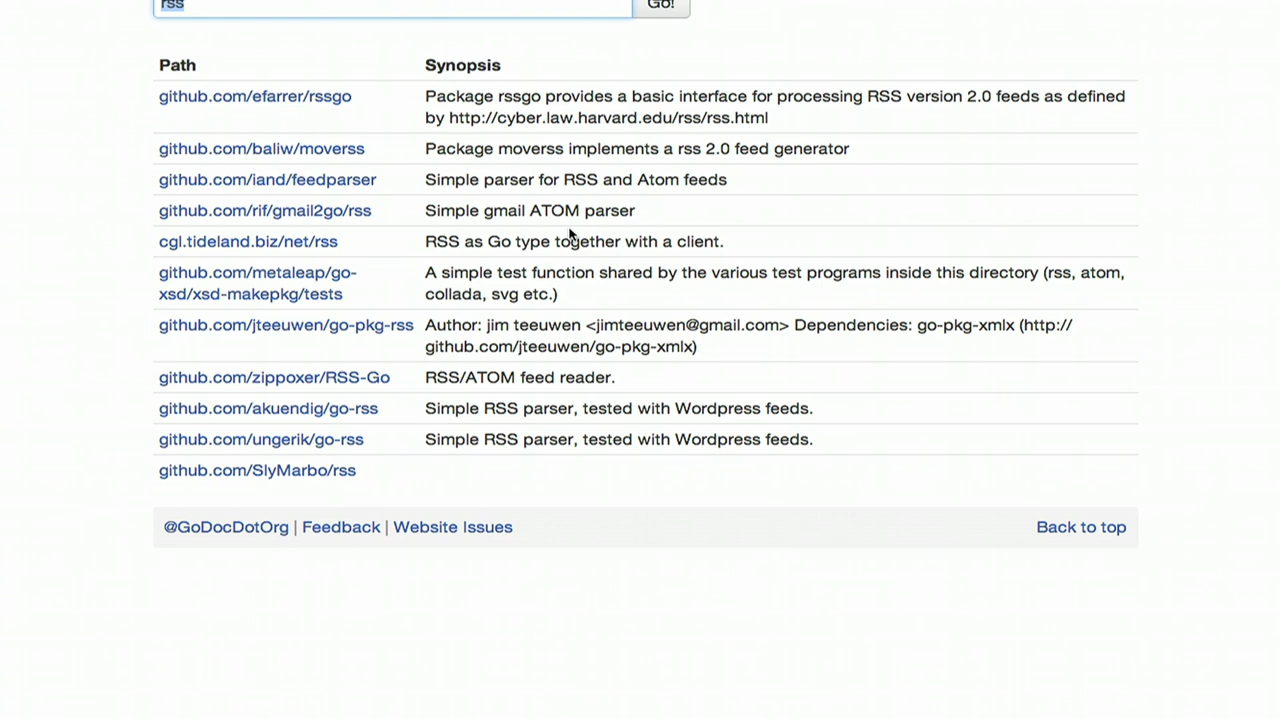 rss Go!
Path Synopsis
github.com/efarrer/rssgo Package rssgo provides a basic interface for processing RSS version 2.0 feeds as defined
by http://cyber.law.harvard.edu/rss/rss.html
github.com/baliw/moverss Package moverss implements a rss 2.0 feed generator
github.com/iand/feedparser Simple parser for RSS and Atom feeds
github.com/rif/gmail2go/rss Simple gmail ATOM parser
cgl.tideland.biz/net/rss RSS as Go type together with a client.
github.com/metaleap/go- A simple test function shared by the various test programs inside this directory (rss, atom,
xsd/xsd-makepkg/tests collada, svg etc.)
github.com/jteeuwen/go-pkg-rss Author: jim teeuwen <jimteeuwen@gmail.com> Dependencies: go-pkg-xmlx (http://
github.com/jteeuwen/go-pkg-xmlx)
github.com/zippoxer/RSS-Go RSS/ATOM feed reader.
github.com/akuendig/go-rss Simple RSS parser, tested with Wordpress feeds.
github.com/ungerik/go-rss Simple RSS parser, tested with Wordpress feeds.
github.com/SlyMarbo/rss
@GoDocDotOrg | Feedback | Website Issues Back to top